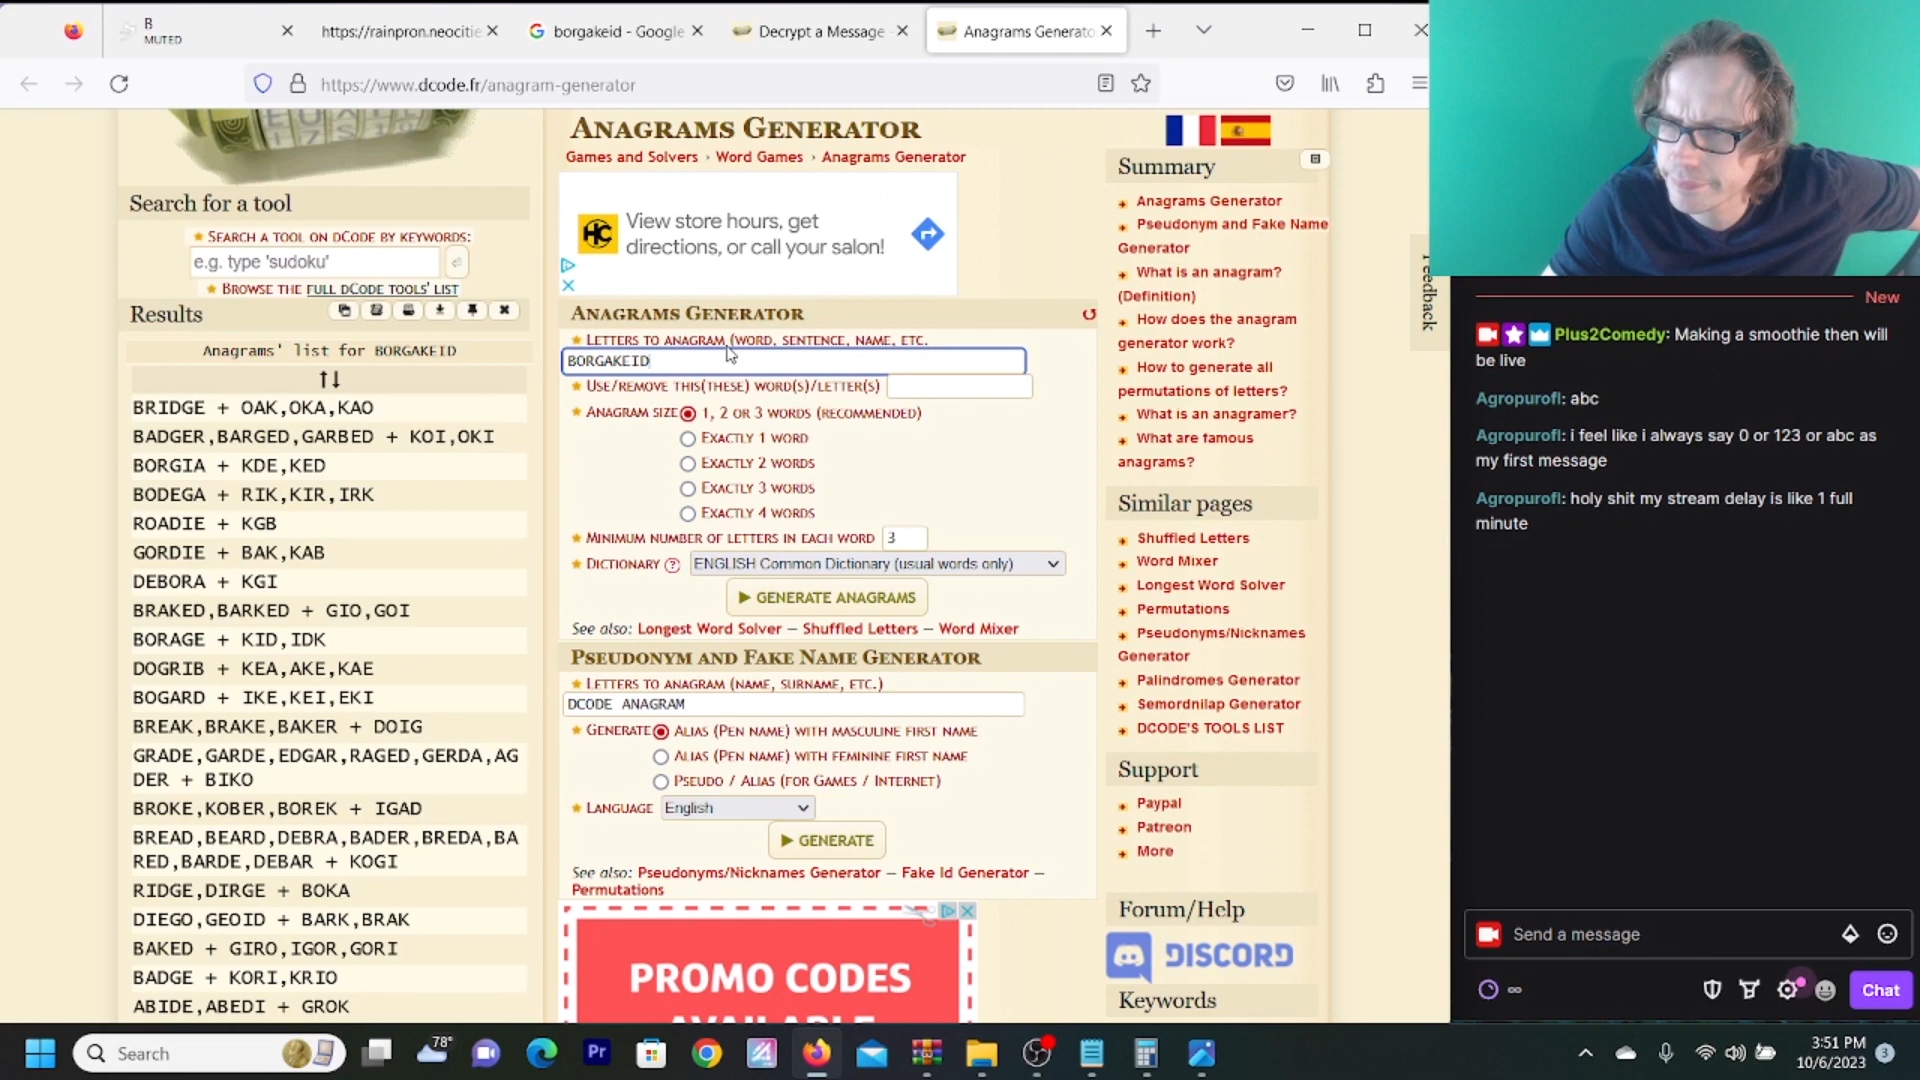 B
MUTED
https://rainpron.neocitie
borgakeid - Google
Decrypt a Message -
Anagrams Generato
https://www.dcode.fr/anagram-generator
Search for a tool
SEARCH A TOOL ON DCODE BY KEYWORDS:
e.g. type 'sudoku'
BROWSE THE FULL DCODE TOOLS' LIST
Results
Anagrams' list for BORGAKEID
BRIDGE + OAK,OKA,KAO
BADGER,BARGED,GARBED + KOI,OKI
BORGIA + KDE,KED
BODEGA + RIK,KIR,IRK
ROADIE + KGB
GORDIE + BAK,KAB
DEBORA + KGI
BRAKED,BARKED + GIO,GOI
BORAGE + KID,IDK
DOGRIB + KEA,AKE,KAE
BOGARD + IKE,KEI,EKI
BREAK,BRAKE,BAKER + DOIG
GRADE,GARDE,EDGAR,RAGED,GERDA,AG
DER + BIKO
BROKE,KOBER,BOREK + IGAD
BREAD,BEARD,DEBRA,BADER,BREDA,BA
RED,BARDE,DEBAR + KOGI
RIDGE,DIRGE + BOKA
DIEGO,GEOID + BARK,BRAK
BAKED + GIRO,IGOR,GORI
BADGE + KORI,KRIO
ABIDE,ABEDI + GROK
ANAGRAMS GENERATOR
Games and Solvers › Word Games › Anagrams Generator
HC
View store hours, get
directions, or call your salon!
ANAGRAMS GENERATOR
LETTERS TO ANAGRAM (WORD, SENTENCE, NAME, ETC.
BORGAKEID
USE/REMOVE THIS(THESE) WORD(S)/LETTER(S)
ANAGRAM SIZE 1, 2 OR 3 WORDS (RECOMMENDED)
EXACTLY 1 WORD
EXACTLY 2 WORDS
EXACTLY 3 WORDS
EXACTLY 4 WORDS
MINIMUM NUMBER OF LETTERS IN EACH WORD 3
DICTIONARY ? ENGLISH Common Dictionary (usual words only)
▶ GENERATE ANAGRAMS
See also: Longest Word Solver — Shuffled Letters — Word Mixer
PSEUDONYM AND FAKE NAME GENERATOR
LETTERS TO ANAGRAM (NAME, SURNAME, ETC.)
DCODE ANAGRAM
GENERATE ALIAS (PEN NAME) WITH MASCULINE FIRST NAME
ALIAS (PEN NAME) WITH FEMININE FIRST NAME
PSEUDO / ALIAS (FOR GAMES / INTERNET)
LANGUAGE English
▶ GENERATE
See also: Pseudonyms/Nicknames Generator — Fake Id Generator —
Permutations
PROMO CODES
AVAILABLE
Summary
Anagrams Generator
Pseudonym and Fake Name
Generator
What is an anagram?
(Definition)
How does the anagram
generator work?
How to generate all
permutations of letters?
What is an anagramer?
What are famous
anagrams?
Similar pages
Shuffled Letters
Word Mixer
Longest Word Solver
Permutations
Pseudonyms/Nicknames
Generator
Palindromes Generator
Semordnilap Generator
DCODE'S TOOLS LIST
Support
Paypal
Patreon
More
Forum/Help
DISCORD
Keywords
Feedback
New
Plus2Comedy: Making a smoothie then will
be live
Agropurofl: abc
Agropurofl: i feel like i always say 0 or 123 or abc as
my first message
Agropurofl: holy shit my stream delay is like 1 full
minute
Send a message
∞
Chat
Search
78°
Pr
3:51 PM
10/6/2023
3